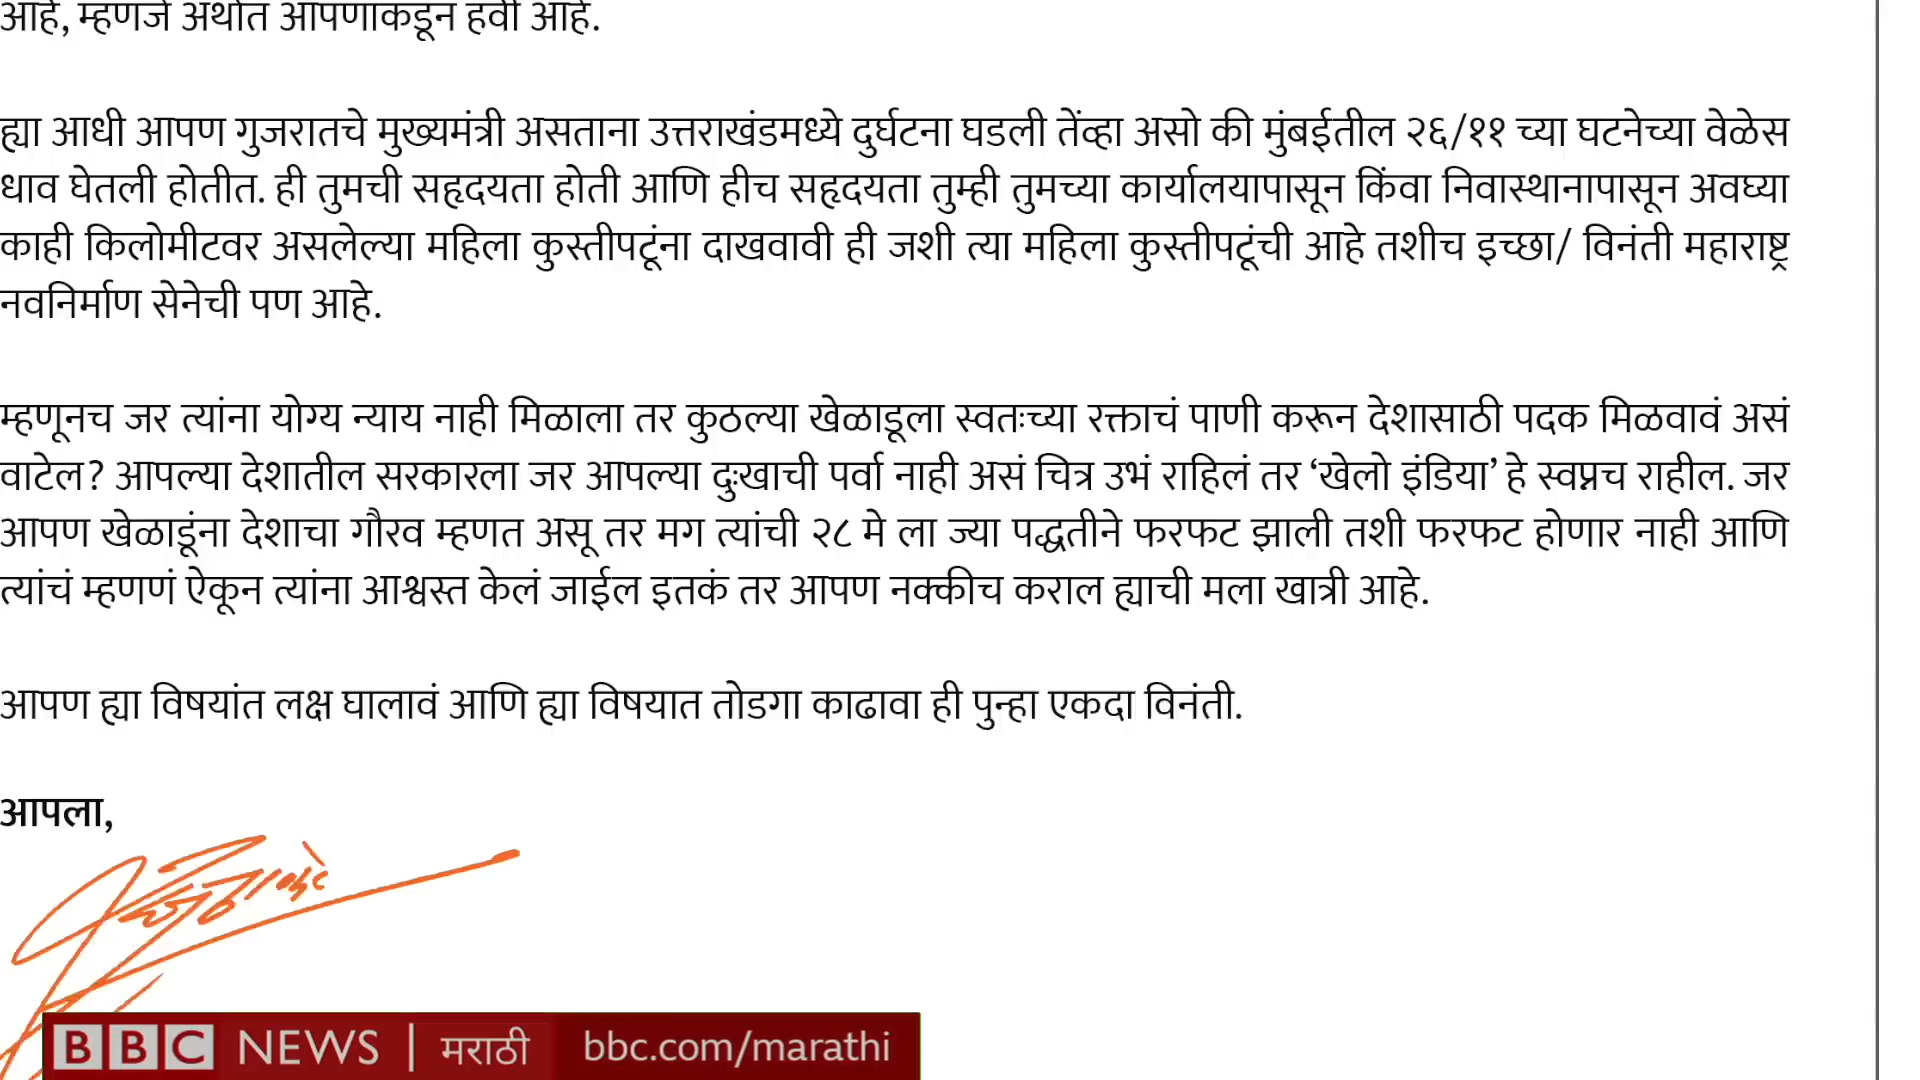 आहे, म्हणजे अर्थात आपणाकडून हवी आहे.
ह्या आधी आपण गुजरातचे मुख्यमंत्री असताना उत्तराखंडमध्ये दुर्घटना घडली तेंव्हा असो की मुंबईतील २६/११ च्या घटनेच्या वेळेस
धाव घेतली होतीत. ही तुमची सहृदयता होती आणि हीच सहृदयता तुम्ही तुमच्या कार्यालयापासून किंवा निवास्थानापासून अवघ्या
काही किलोमीटवर असलेल्या महिला कुस्तीपटूंना दाखवावी ही जशी त्या महिला कुस्तीपटूंची आहे तशीच इच्छा/ विनंती महाराष्ट्र
नवनिर्माण सेनेची पण आहे.
म्हणूनच जर त्यांना योग्य न्याय नाही मिळाला तर कुठल्या खेळाडूला स्वतःच्या रक्ताचं पाणी करून देशासाठी पदक मिळवावं असं
वाटेल? आपल्या देशातील सरकारला जर आपल्या दुःखाची पर्वा नाही असं चित्र उभं राहिलं तर ‘खेलो इंडिया’ हे स्वप्नच राहील. जर
आपण खेळाडूंना देशाचा गौरव म्हणत असू तर मग त्यांची २८ मे ला ज्या पद्धतीने फरफट झाली तशी फरफट होणार नाही आणि
त्यांचं म्हणणं ऐकून त्यांना आश्वस्त केलं जाईल इतकं तर आपण नक्कीच कराल ह्याची मला खात्री आहे.
आपण ह्या विषयांत लक्ष घालावं आणि ह्या विषयात तोडगा काढावा ही पुन्हा एकदा विनंती.
आपला,
BBC NEWS | मराठी bbc.com/marathi